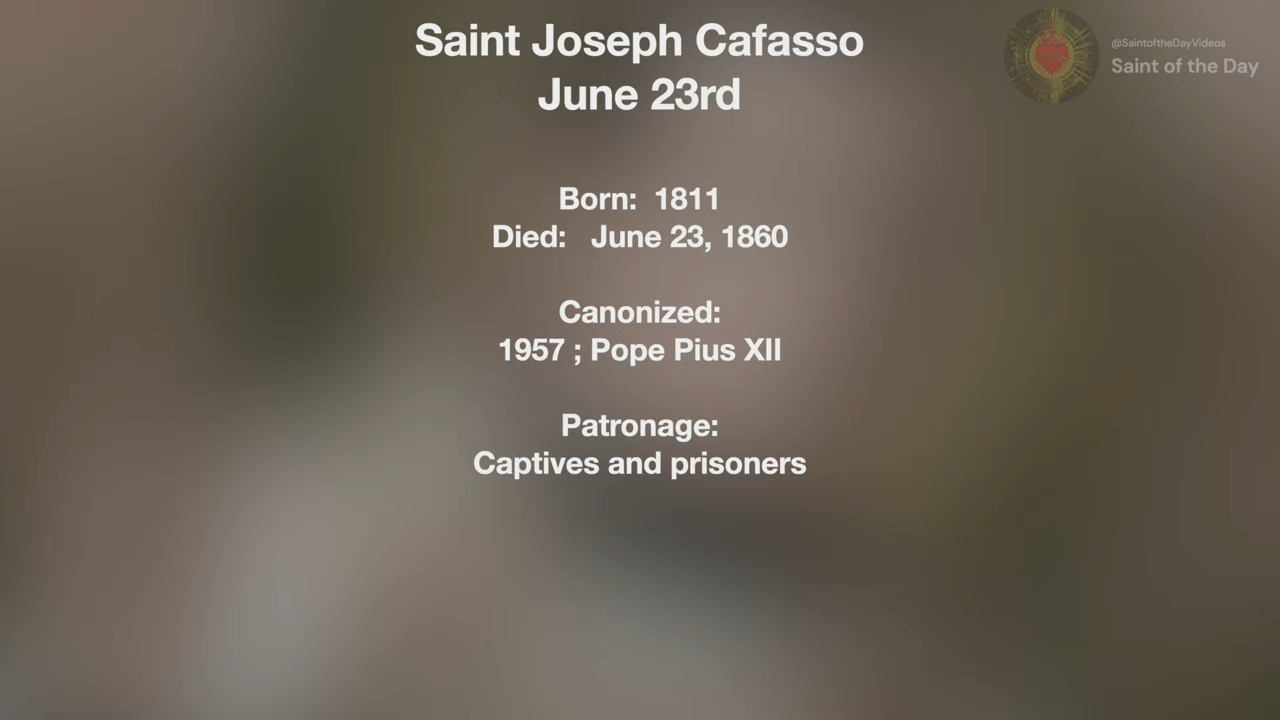 Saint Joseph Cafasso
June 23rd
@SaintoftheDayVideos
Saint of the Day
Born: 1811
Died: June 23, 1860
Canonized:
1957 ; Pope Pius XII
Patronage:
Captives and prisoners